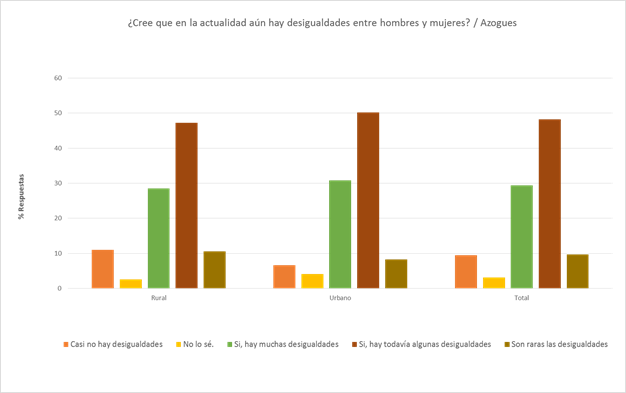 ¿Cree que en la actualidad aún hay desigualdades entre hombres y mujeres? / Azogues
60
50
40
30
20
10
0
% Respuestas
Rural Urbano Total
Casi no hay desigualdades No lo sé. Si, hay muchas desigualdades Si, hay todavía algunas desigualdades Son raras las desigualdades